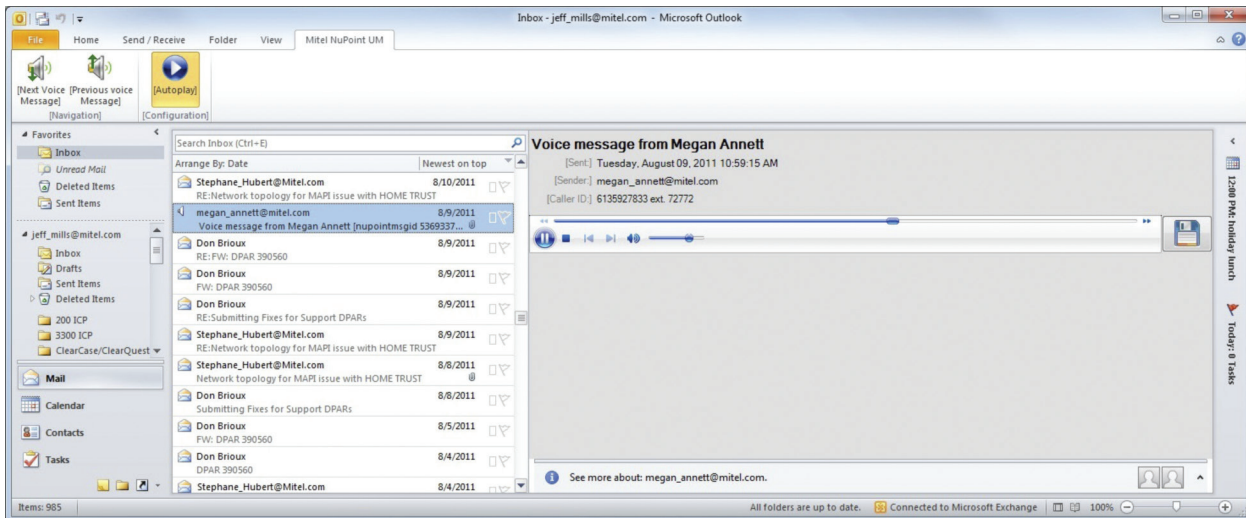 Inbox - jeff_mills@mitel.com - Microsoft Outlook
File Home Send / Receive Folder View Mitel NuPoint UM
[Next Voice Message] [Previous voice Message] [Autoplay]
[Navigation] [Configuration]
Favorites
Inbox
Unread Mail
Deleted Items
Sent Items
jeff_mills@mitel.com
Inbox
Drafts
Sent Items
Deleted Items
200 ICP
3300 ICP
ClearCase/ClearQuest
Mail
Calendar
Contacts
Tasks
Search Inbox (Ctrl+E)
Arrange By: Date Newest on top
Stephane_Hubert@Mitel.com 8/10/2011
RE:Network topology for MAPI issue with HOME TRUST
megan_annett@mitel.com 8/9/2011
Voice message from Megan Annett [nupointmsgid 5369337...
Don Brioux 8/9/2011
RE:FW: DPAR 390560
Don Brioux 8/9/2011
FW: DPAR 390560
Don Brioux 8/9/2011
RE:Submitting Fixes for Support DPARs
Stephane_Hubert@Mitel.com 8/9/2011
RE:Network topology for MAPI issue with HOME TRUST
Stephane_Hubert@Mitel.com 8/8/2011
Network topology for MAPI issue with HOME TRUST
Don Brioux 8/8/2011
Submitting Fixes for Support DPARs
Don Brioux 8/5/2011
FW: DPAR 390560
Don Brioux 8/4/2011
DPAR 390560
Stephane_Hubert@Mitel.com 8/4/2011
Voice message from Megan Annett
[Sent:] Tuesday, August 09, 2011 10:59:15 AM
[Sender:] megan_annett@mitel.com
[Caller ID:] 6135927833 ext. 72772
See more about: megan_annett@mitel.com.
12:00 PM: holiday lunch
Today: 0 Tasks
Items: 985
All folders are up to date. Connected to Microsoft Exchange 100%